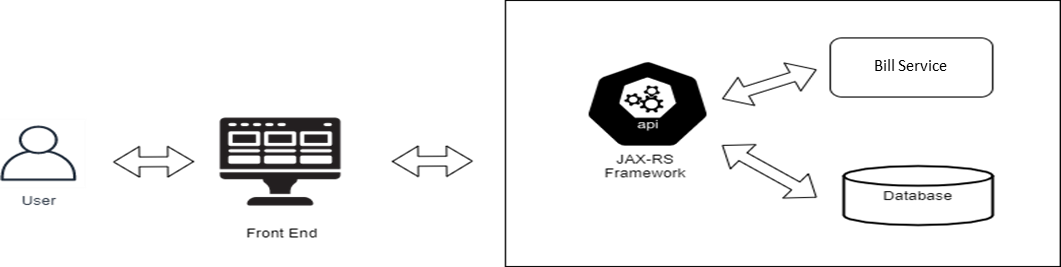 User
Front End
api
JAX-RS
Framework
Bill Service
Database